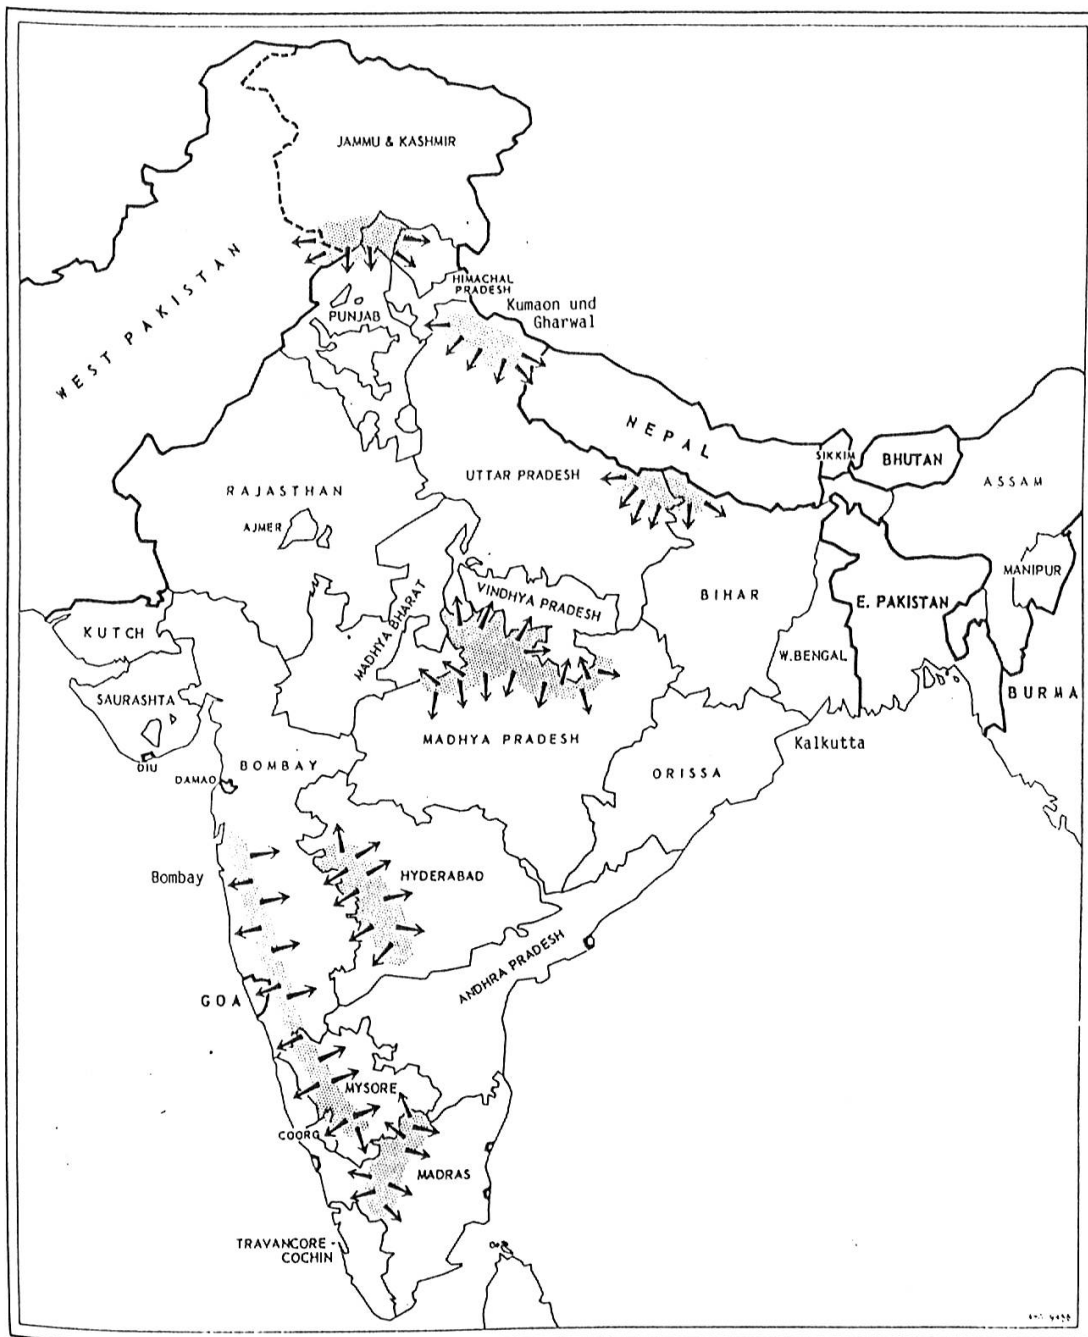 JAMMU & KASHMIR
WEST PAKISTAN
HIMACHAL
PRADESH
Kumaon und
Gharwal
PUNJAB
NEPAL
SIKKIM
BHUTAN
ASSAM
UTTAR PRADESH
RAJASTHAN
AJMER
MANIPUR
VINDHYA PRADESH
BIHAR
E. PAKISTAN
MADHYA BHARAT
KUTCH
W. BENGAL
SAURASHTA
BURMA
MADHYA PRADESH
Kalkutta
DIU
BOMBAY
ORISSA
DAMAO
Bombay
HYDERABAD
ANDHRA PRADESH
GOA
MYSORE
COORG
MADRAS
TRAVANCORE -
COCHIN